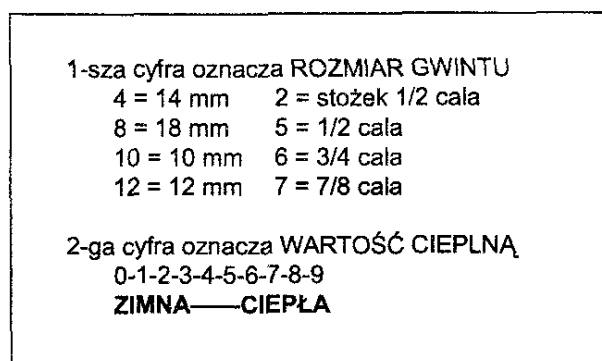 1-sza cyfra oznacza ROZMIAR GWINTU
4 = 14 mm 2 = stożek 1/2 cala
8 = 18 mm 5 = 1/2 cala
10 = 10 mm 6 = 3/4 cala
12 = 12 mm 7 = 7/8 cala
2-ga cyfra oznacza WARTOŚĆ CIEPLNĄ
0-1-2-3-4-5-6-7-8-9
ZIMNA——CIEPŁA